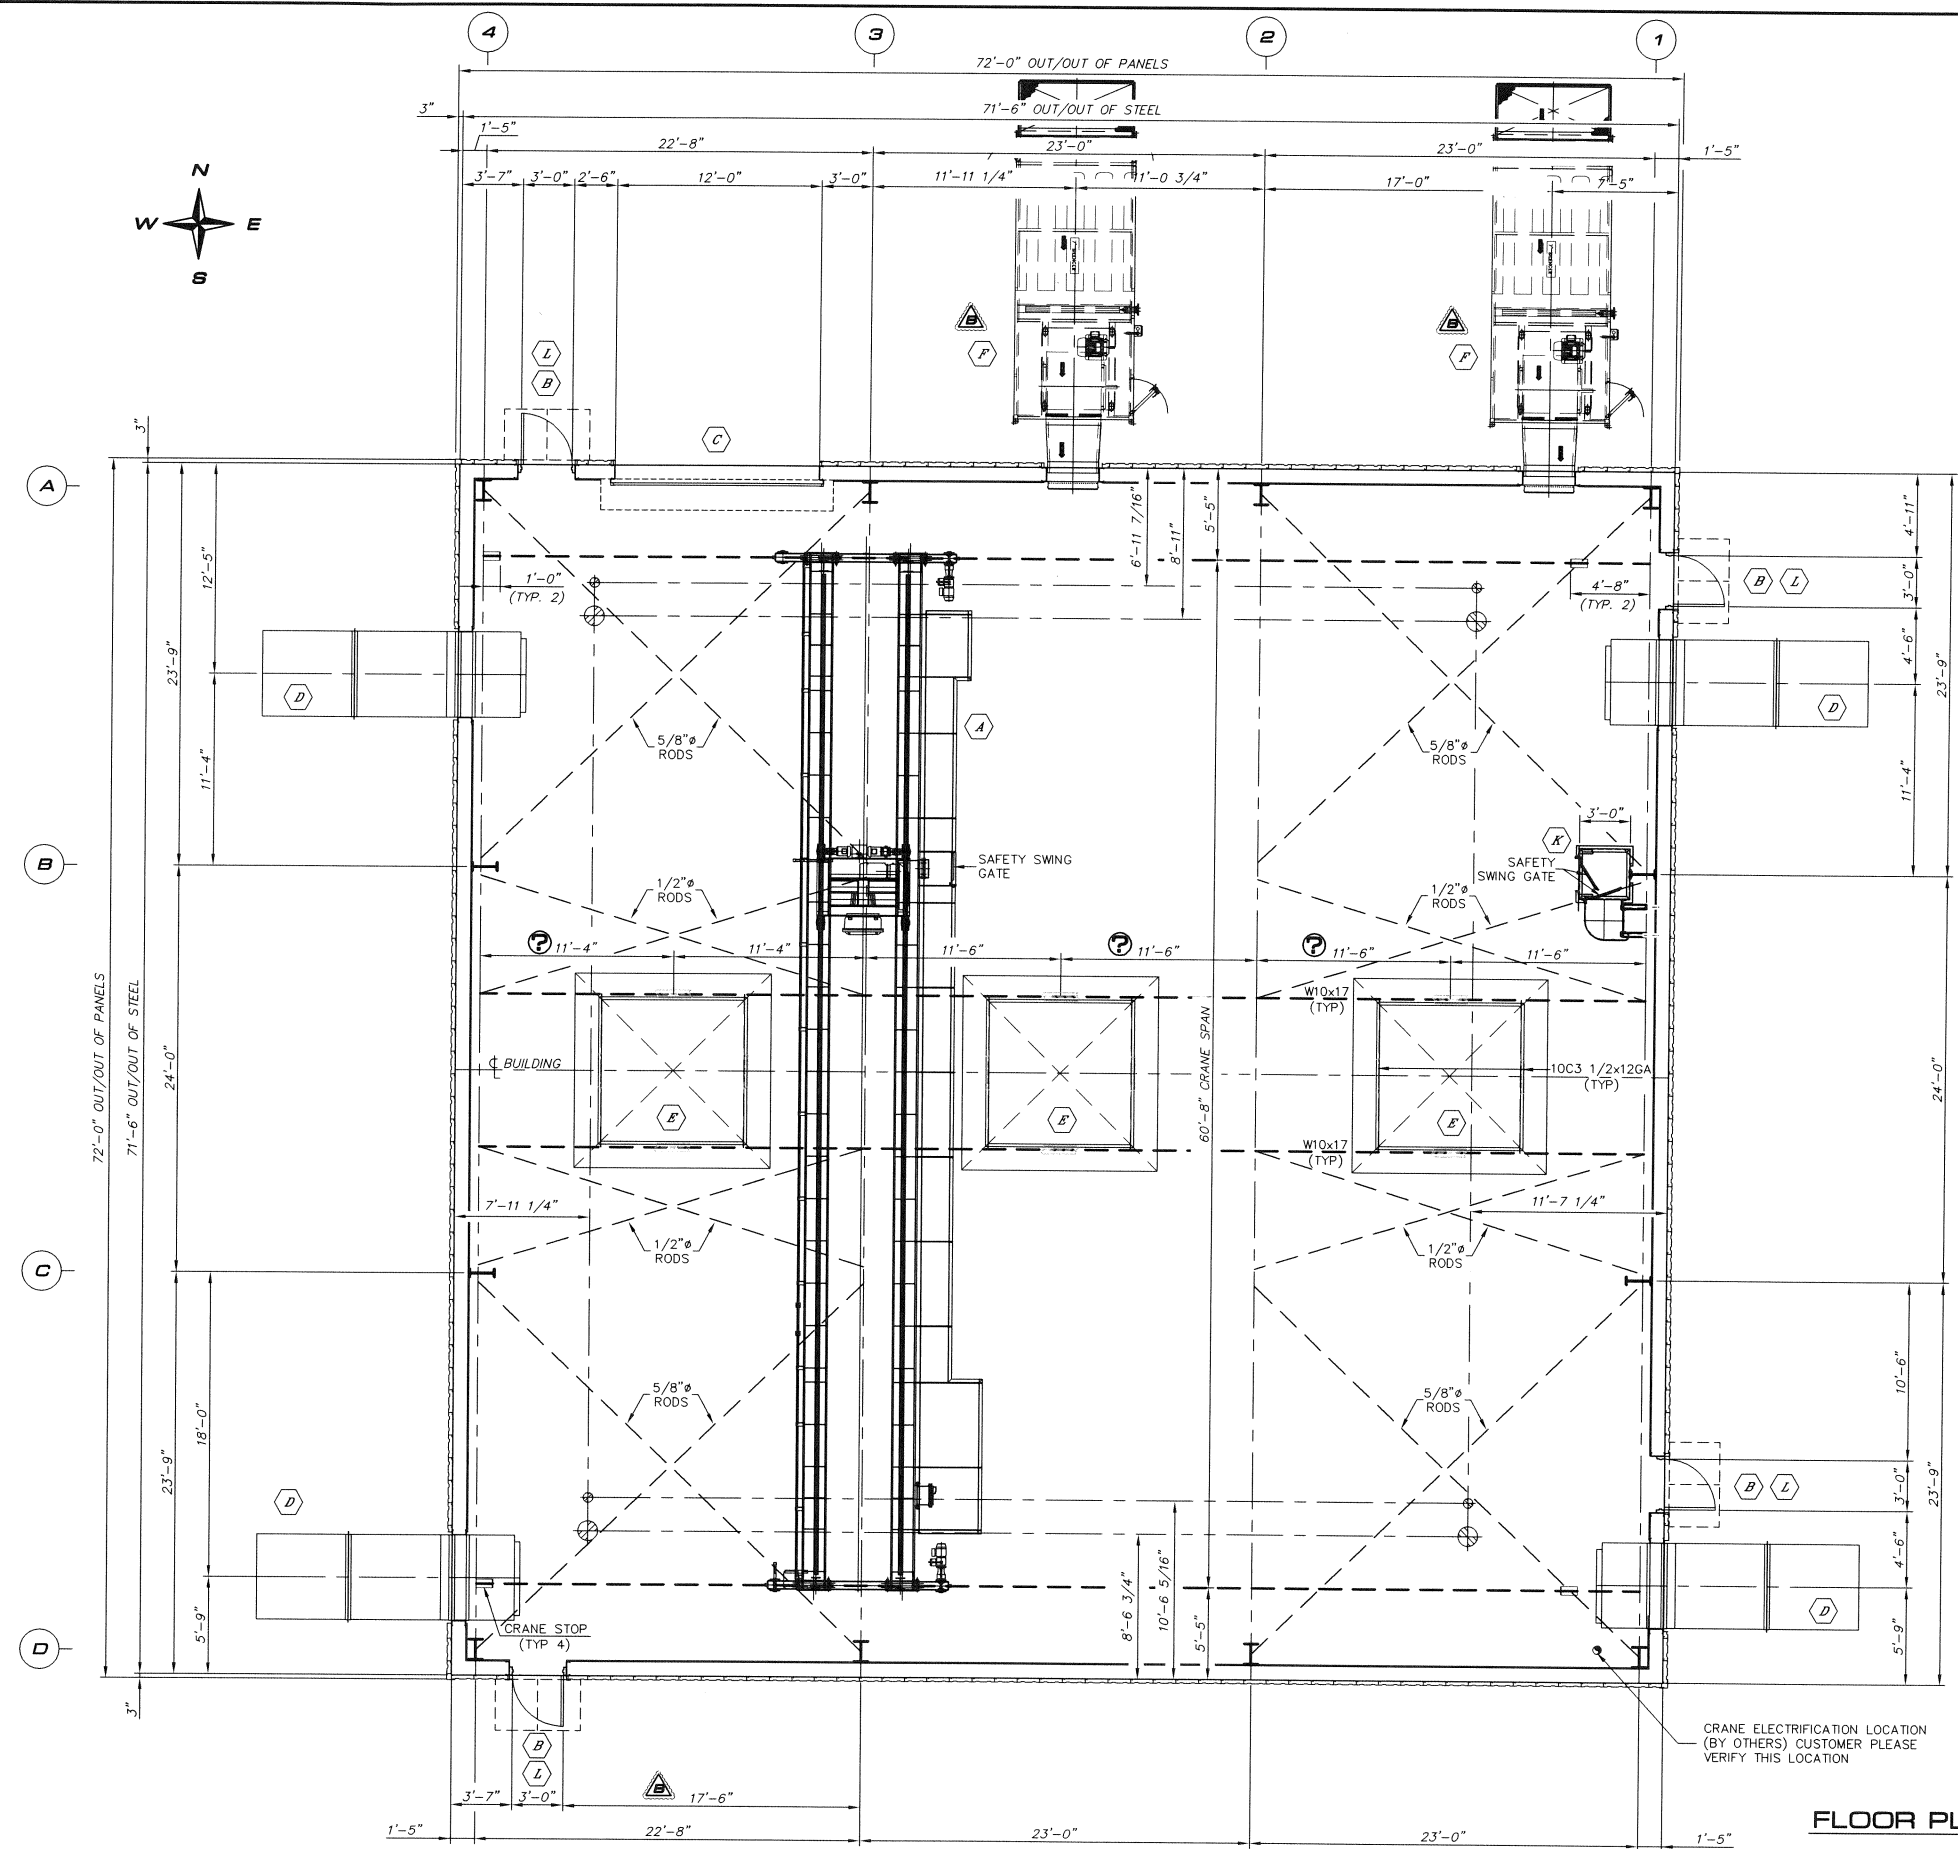 4
3
2
1
72'-0" OUT/OUT OF PANELS
3"
71'-6" OUT/OUT OF STEEL
1'-5"
22'-8"
23'-0"
23'-0"
1'-5"
3'-7"
3'-0"
2'-6"
12'-0"
3'-0"
11'-11 1/4"
11'-0 3/4"
17'-0"
7'-5"
N
W
E
S
B
B
F
F
L
B
C
3"
A
12'-5"
23'-9"
11'-4"
1'-0"
(TYP. 2)
6'-11 7/16"
8'-11"
5'-5"
4'-8"
(TYP. 2)
4'-11"
3'-0"
4'-6"
23'-9"
11'-4"
B
L
D
D
A
5/8"ø
RODS
5/8"ø
RODS
3'-0"
K
SAFETY
SWING GATE
SAFETY SWING
GATE
B
1/2"ø
RODS
1/2"ø
RODS
?
11'-4"
11'-4"
11'-6"
?
11'-6"
?
11'-6"
11'-6"
W10x17
(TYP)
72'-0" OUT/OUT OF PANELS
71'-6" OUT/OUT OF STEEL
24'-0"
℄ BUILDING
60'-8" CRANE SPAN
10C3 1/2x12GA
(TYP)
24'-0"
E
E
E
W10x17
(TYP)
7'-11 1/4"
11'-7 1/4"
1/2"ø
RODS
1/2"ø
RODS
C
18'-0"
23'-9"
5'-9"
5/8"ø
RODS
5/8"ø
RODS
10'-6"
3'-0"
23'-9"
4'-6"
5'-9"
B
L
D
D
CRANE STOP
(TYP 4)
8'-6 3/4"
10'-6 5/16"
5'-5"
D
3"
B
L
CRANE ELECTRIFICATION LOCATION
(BY OTHERS) CUSTOMER PLEASE
VERIFY THIS LOCATION
B
3'-7"
3'-0"
17'-6"
1'-5"
22'-8"
23'-0"
23'-0"
1'-5"
FLOOR PL